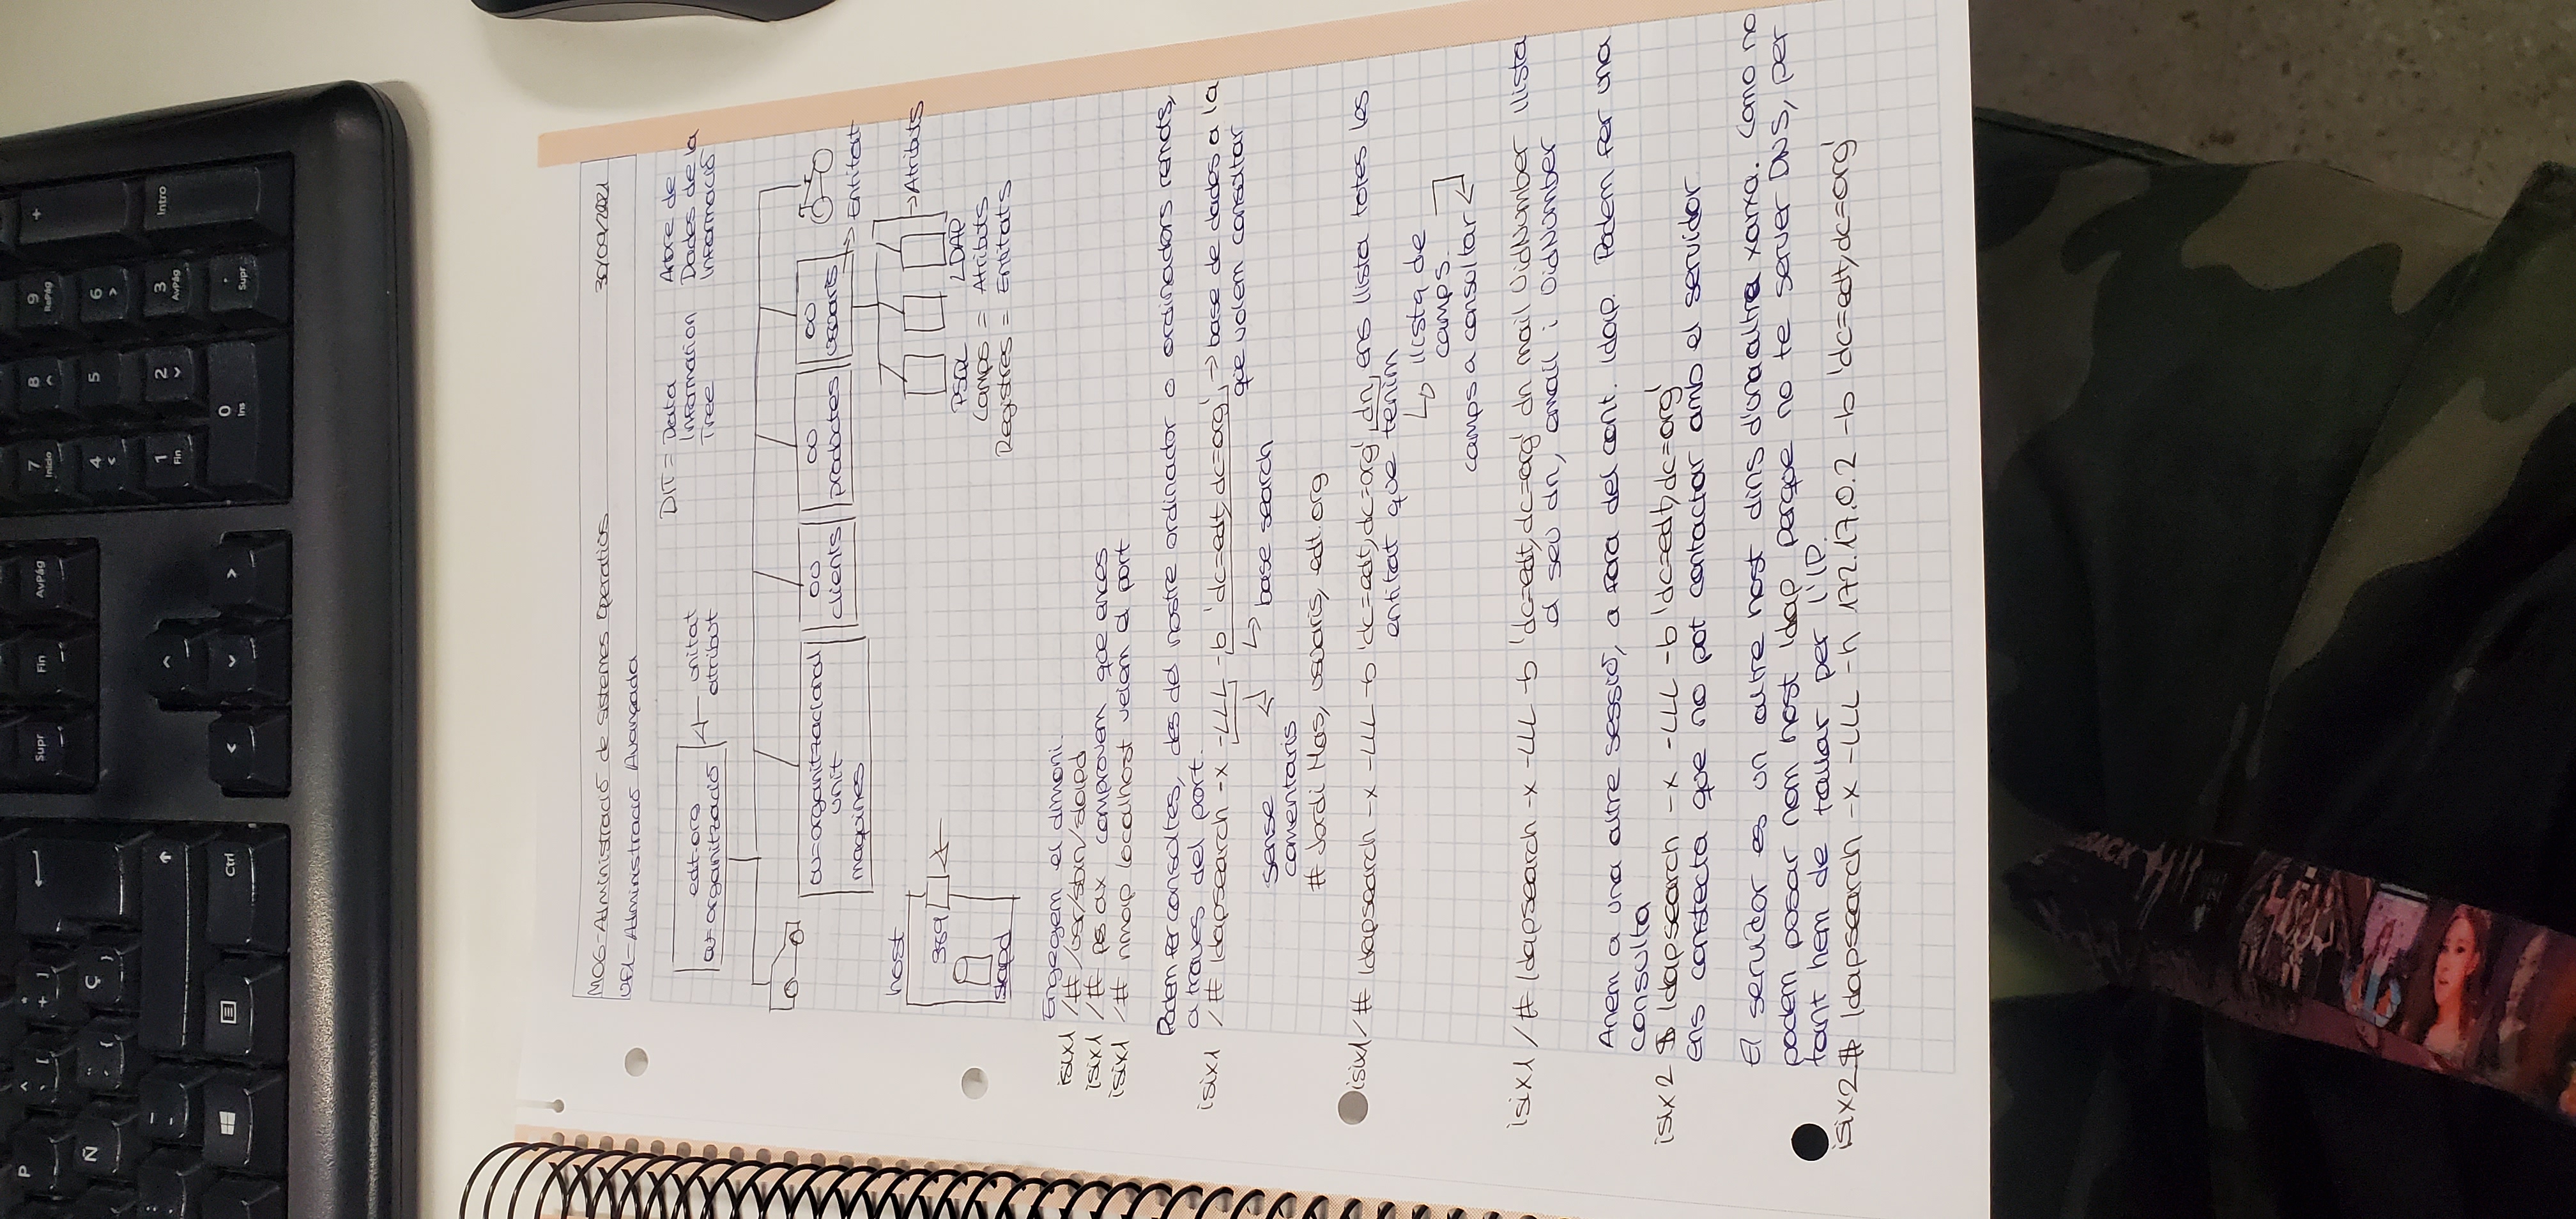 P
^
[
*
+
]
Supr
Fin
AvPág
7
Inicio
8
9
RePág
+
Ñ
¨
{
Ç
}
4
5
6
1
Fin
2
3
AvPág
Intro
Ctrl
0
Ins
.
Supr
M06-Administració de Sistemes Operatius 30/09/2021
UF1-Administració Avançada
DIT = Data Arbre de
Information Dades de la
Tree Informació
edt.org
ou=organització
unitat
atribut
ou=organitzacional
unit
maquines
ou
clients
ou
productes
ou
usuaris
Entitat
host
389
slapd
Atributs
PSQL LDAP
Camps = Atributs
Registres = Entitats
Engegem el dimoni.
isix1 /# /usr/sbin/slapd
isix1 /# ps ax comprovem que ences
isix1 /# nmap localhost veiem el port
Podem fer consultes, des del nostre ordinador o ordinadors remots,
a traves del port.
isix1 /# ldapsearch -x -LLL -b 'dc=edt,dc=org', → base de dades a la
que volem consultar
sense
comentaris
base search
# Jordi Mas, usuaris, edt.org
isix1/# ldapsearch -x -LLL -b 'dc=edt,dc=org', dn, ens llista totes les
entitat que tenim
llista de
camps.
camps a consultar
isix1 /# ldapsearch -x -LLL -b 'dc=edt,dc=org' dn mail UidNumber llista
el seu dn, email i UidNumber
Anem a una altre sessió, a fora del cont. ldap. Podem fer una
consulta
isix2 $ ldapsearch -x -LLL -b 'dc=edt,dc=org'
ens constecta que no pot contactar amb el servidor
El servidor es un altre host dins d'una altra xarxa. Como no
podem posar nom host ldap perque no te server DNS, per
tant hem de tallar per l'IP.
isix2 $ ldapsearch -x -LLL -h 172.17.0.2 -b 'dc=edt,dc=org'